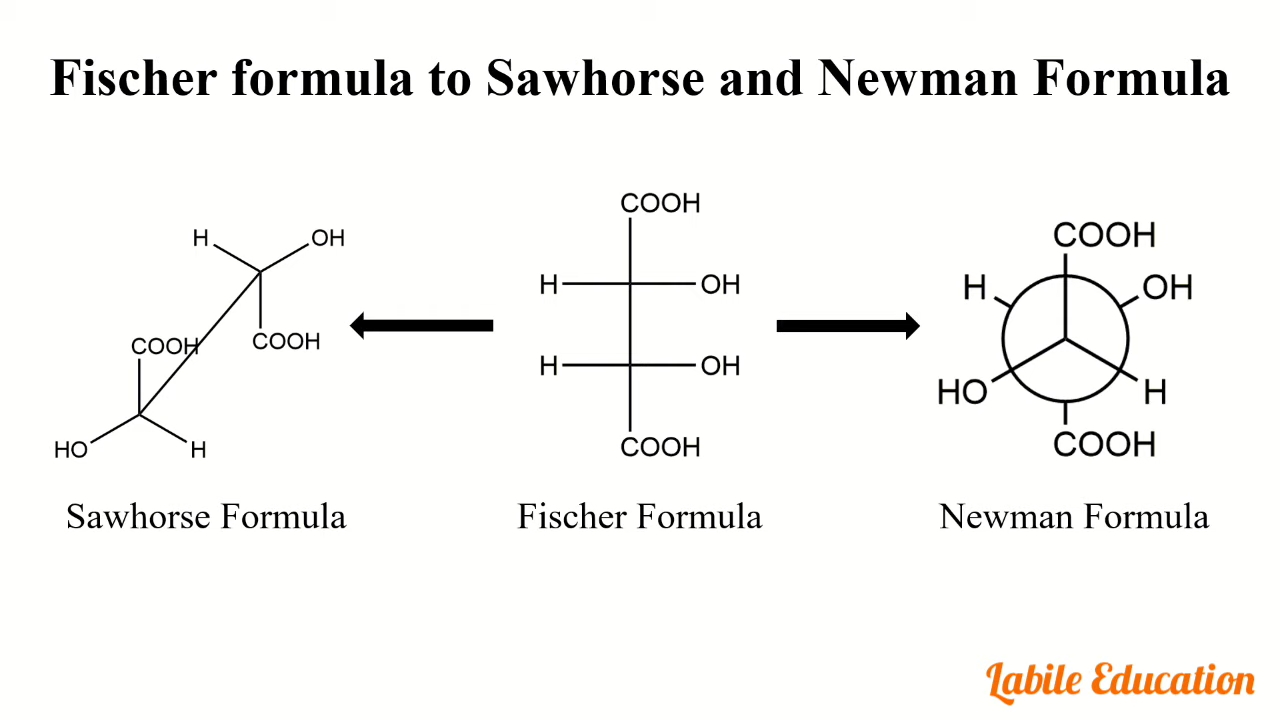 Fischer formula to Sawhorse and Newman Formula
H OH
COOH
COOH
HO H
Sawhorse Formula
COOH
H OH
H OH
COOH
Fischer Formula
COOH
H OH
HO H
COOH
Newman Formula
Labile Education